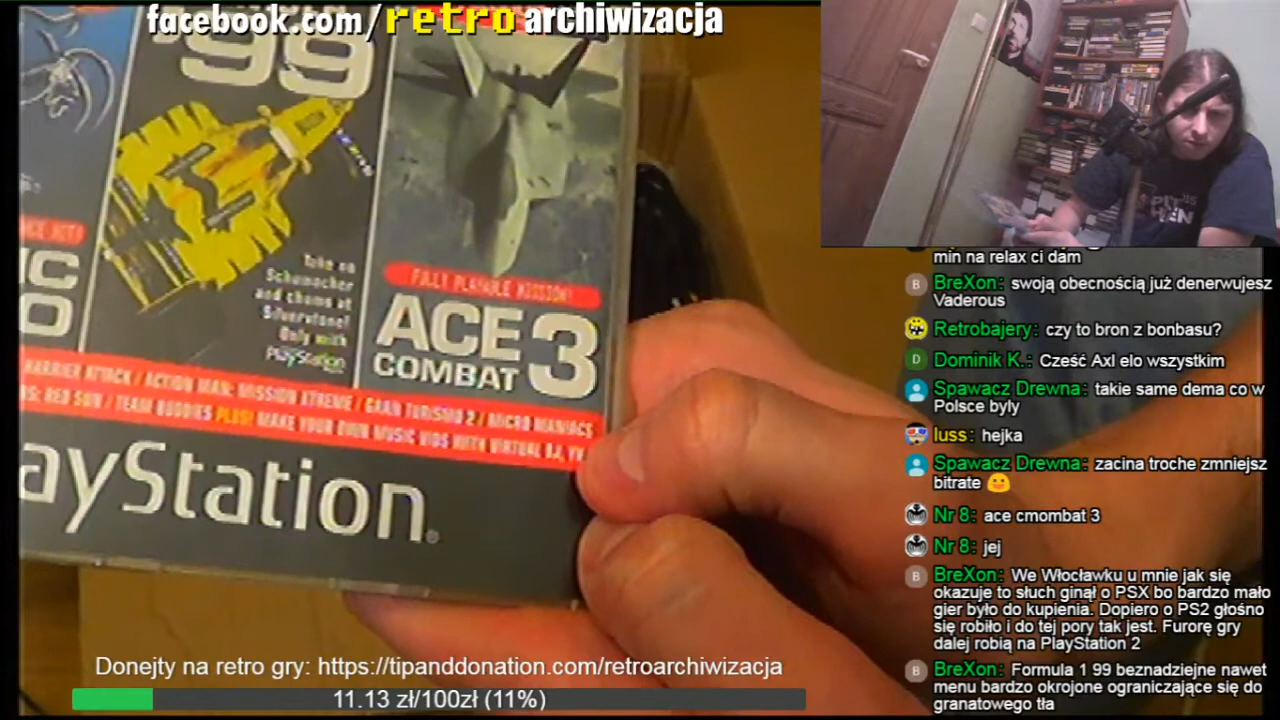 facebook.com/retro archiwizacja
'99
Take on
Schumacher
and chums at
Silverstone!
Only with
PlayStation
FULLY PLAYABLE MISSION!
ACE
COMBAT 3
HARRIER ATTACK / ACTION MAN: MISSION XTREME / GRAN TURISMO 2 / MICRO MANIACS
RED SUN / TEAM BUDDIES PLUS! MAKE YOUR OWN MUSIC VIDS WITH VIRTUAL DJ,
ayStation
min na relax ci dam
BreXon: swoją obecnością już denerwujesz
Vaderous
Retrobajery: czy to bron z bonbasu?
Dominik K.: Cześć Axl elo wszystkim
Spawacz Drewna: takie same dema co w
Polsce byly
luss: hejka
Spawacz Drewna: zacina troche zmniejsz
bitrate
Nr 8: ace cmombat 3
Nr 8: jej
BreXon: We Włocławku u mnie jak się
okazuje to słuch ginął o PSX bo bardzo mało
gier było do kupienia. Dopiero o PS2 głośno
się robiło i do tej pory tak jest. Furorę gry
dalej robią na PlayStation 2
BreXon: Formula 1 99 beznadziejne nawet
menu bardzo okrojone ograniczające się do
granatowego tła
Donejty na retro gry: https://tipanddonation.com/retroarchiwizacja
11.13 zł/100zł (11%)